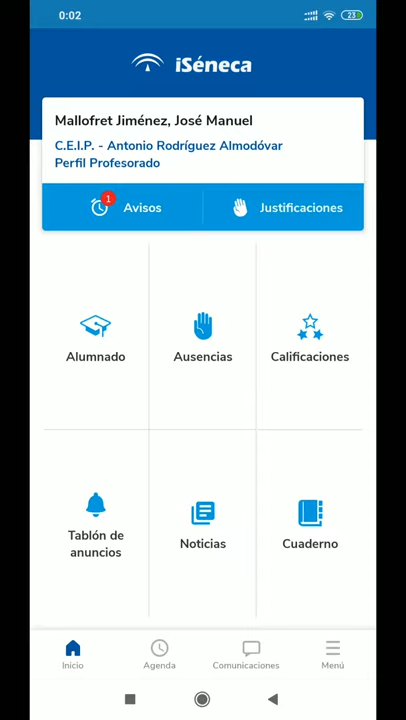 0:02
23
iSéneca
Mallofret Jiménez, José Manuel
C.E.I.P. - Antonio Rodríguez Almodóvar
Perfil Profesorado
1
Avisos
Justificaciones
Alumnado
Ausencias
Calificaciones
Tablón de
anuncios
Noticias
Cuaderno
Inicio
Agenda
Comunicaciones
Menú